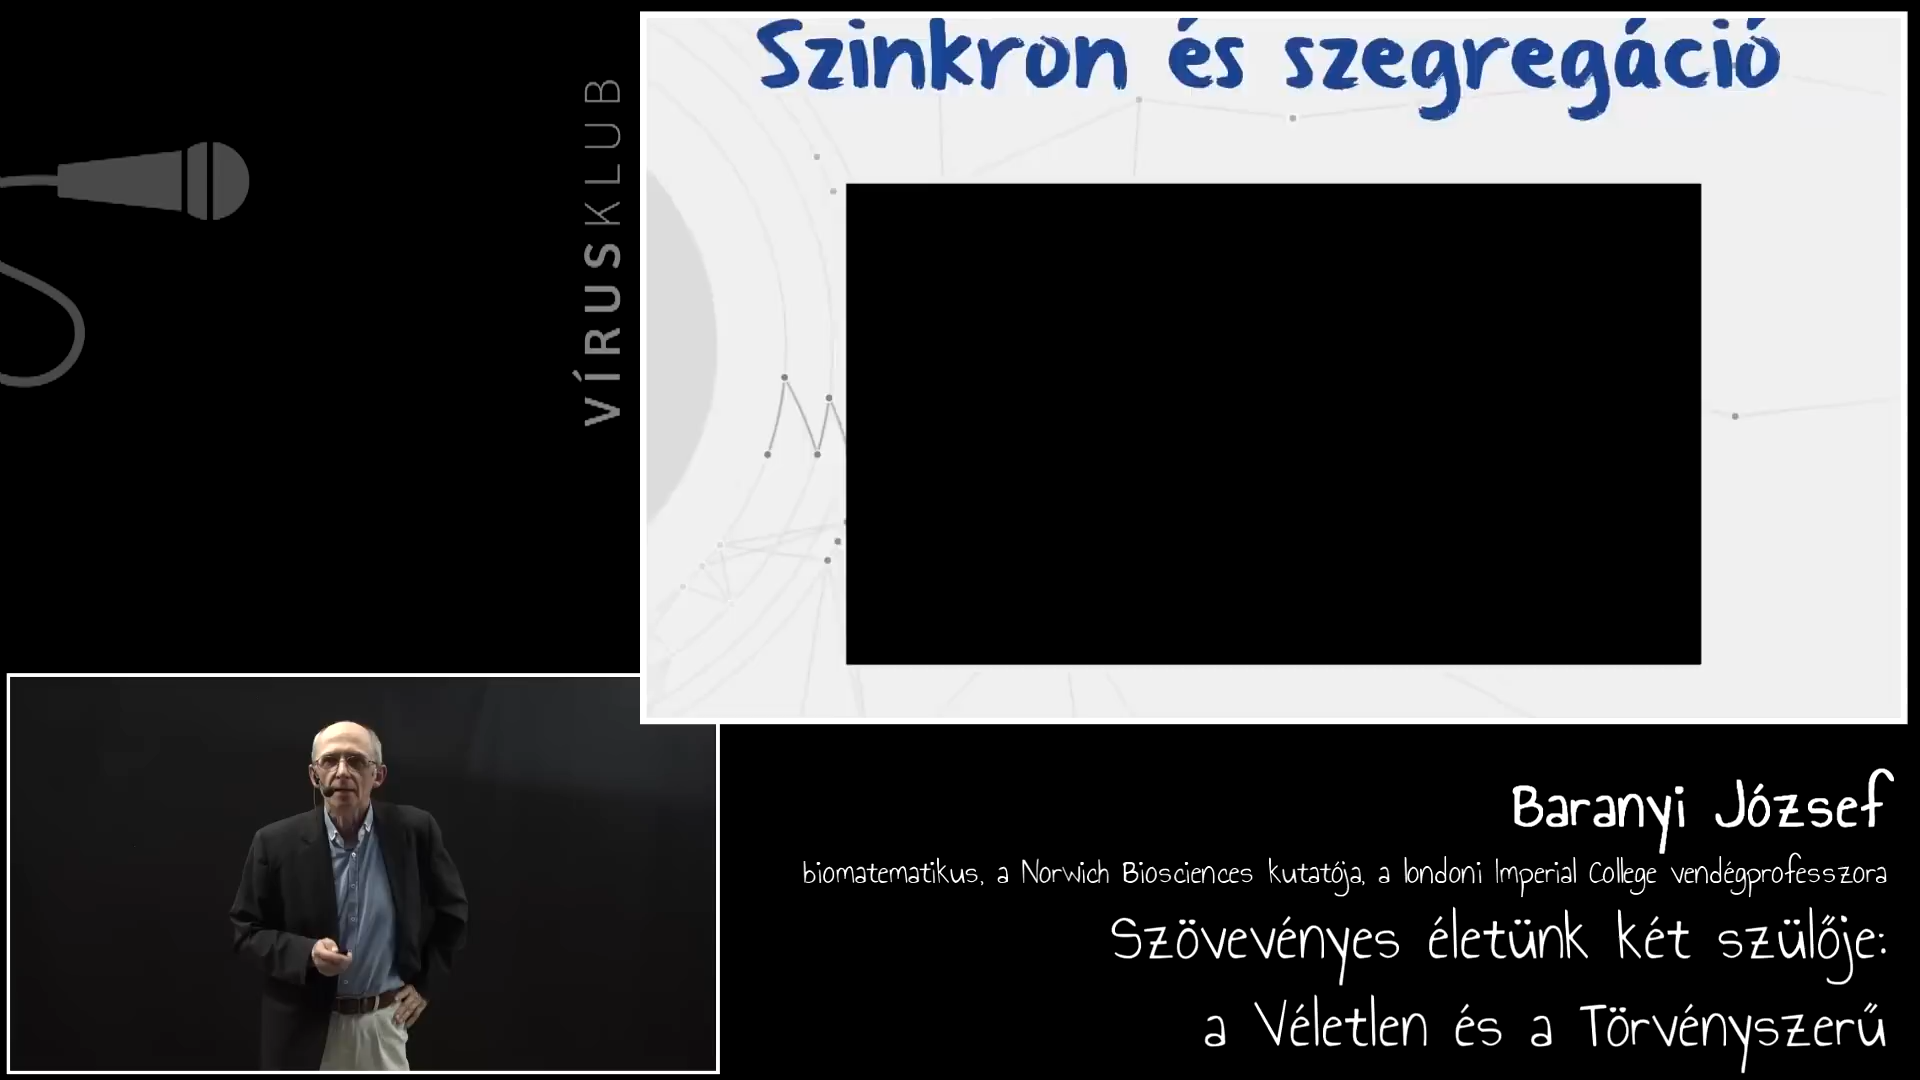 Szinkron és szegregáció
VÍRUSKLUB
Baranyi József
biomatematikus, a Norwich Biosciences kutatója, a londoni Imperial College vendégprofesszora
Szövevényes életünk két szülője:
a Véletlen és a Törvényszerű